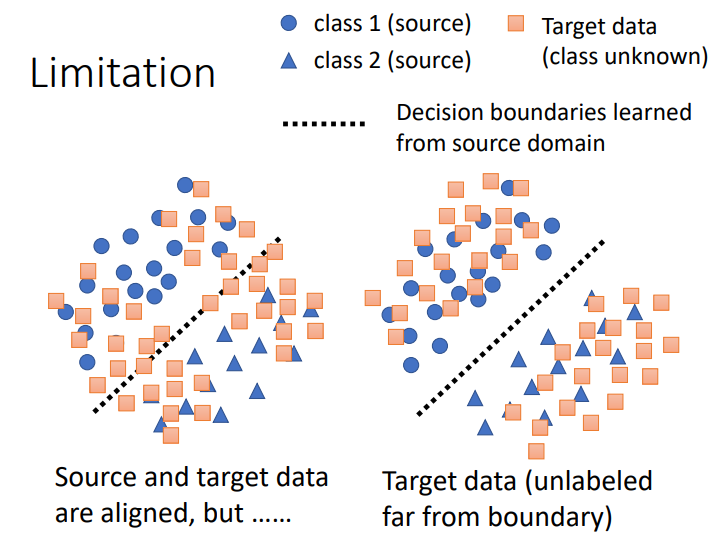 Limitation
class 1 (source)
class 2 (source)
Target data
(class unknown)
Decision boundaries learned
from source domain
Source and target data
are aligned, but ……
Target data (unlabeled
far from boundary)